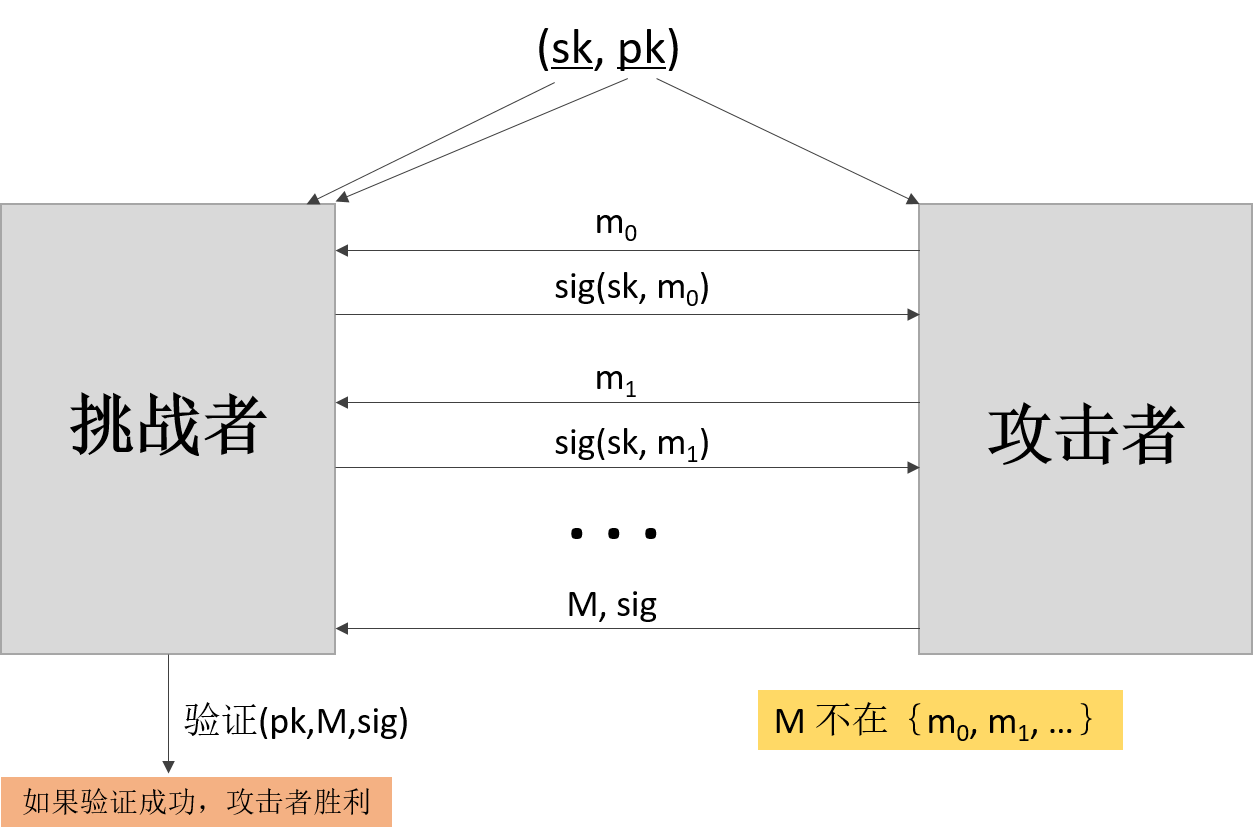 (sk, pk)
m₀
sig(sk, m₀)
m₁
sig(sk, m₁)
挑战者
攻击者
...
M, sig
验证(pk,M,sig)
M 不在｛m₀, m₁, ...｝
如果验证成功，攻击者胜利